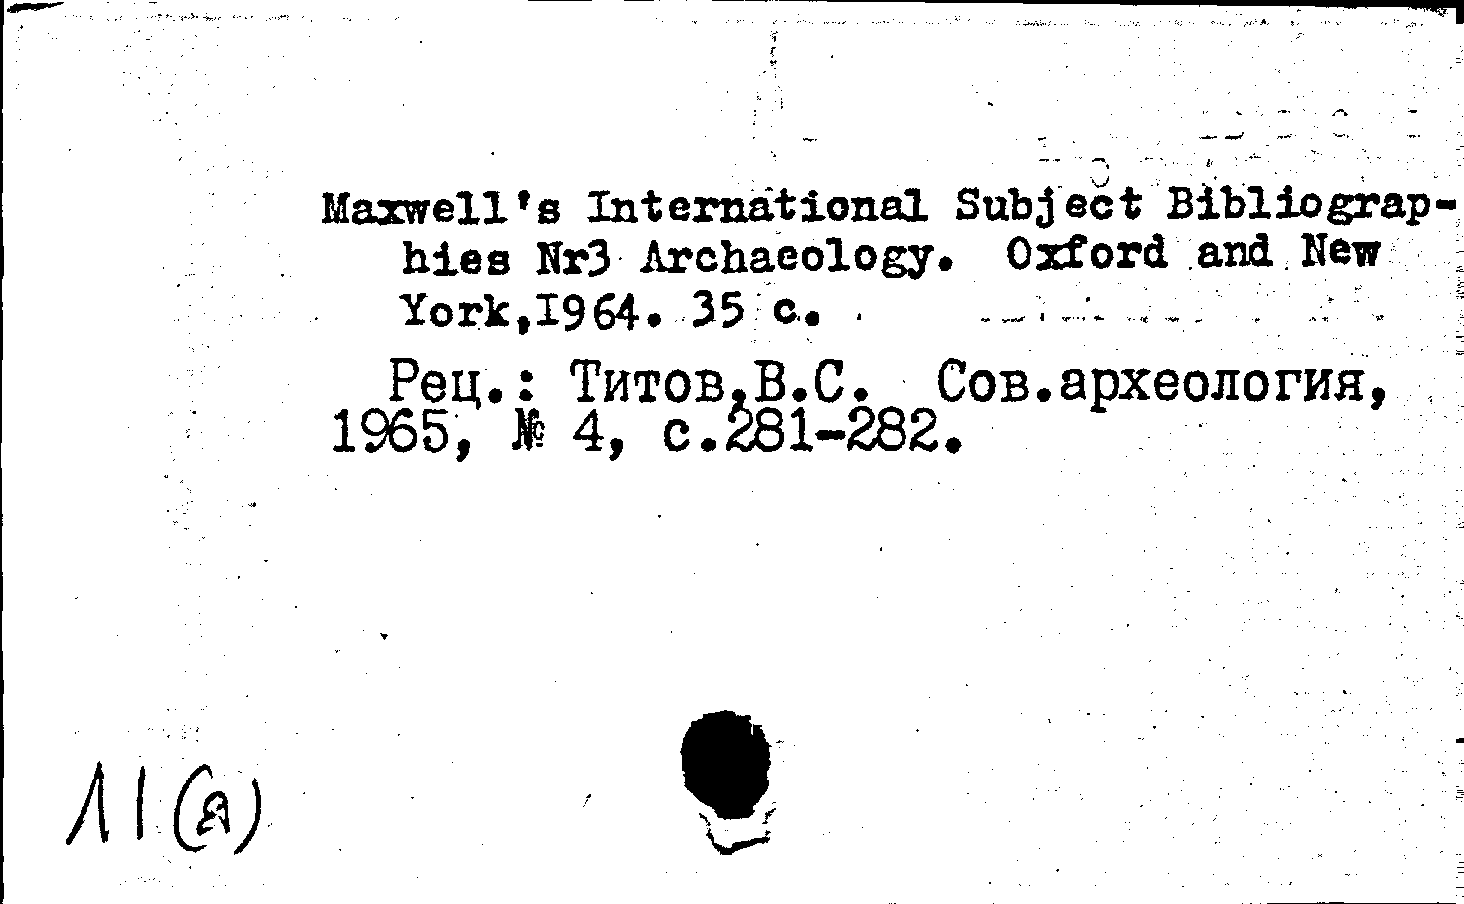 Maxwell's International Subject Bibliograp-
hies Nr3 Archaeology. Oxford and New
York,I964. 35 с.
Рец.: Титов,В.С. Сов.археология,
1965, № 4, с.281-282.